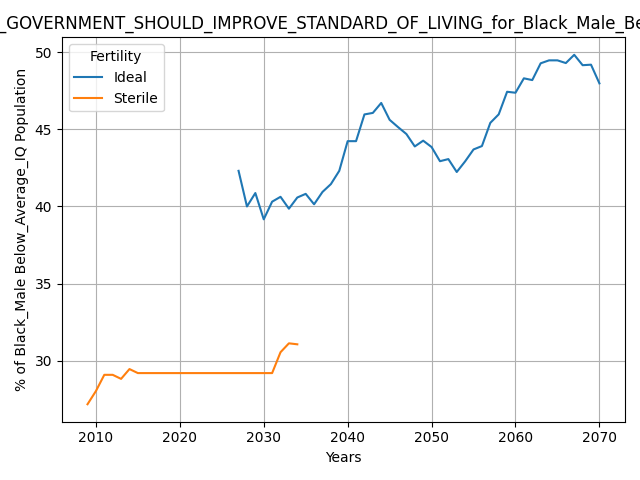 _GOVERNMENT_SHOULD_IMPROVE_STANDARD_OF_LIVING_for_Black_Male_Be
% of Black_Male Below_Average_IQ Population
50
45
40
35
30
Fertility
Ideal
Sterile
2010 2020 2030 2040 2050 2060 2070
Years